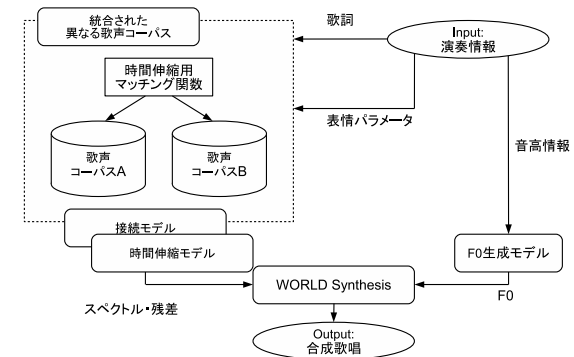 統合された
異なる歌声コーパス
歌詞
Input:
演奏情報
時間伸縮用
マッチング関数
表情パラメータ
歌声
コーパスA
歌声
コーパスB
音高情報
接続モデル
時間伸縮モデル
F0生成モデル
WORLD Synthesis
F0
スペクトル・残差
Output:
合成歌唱